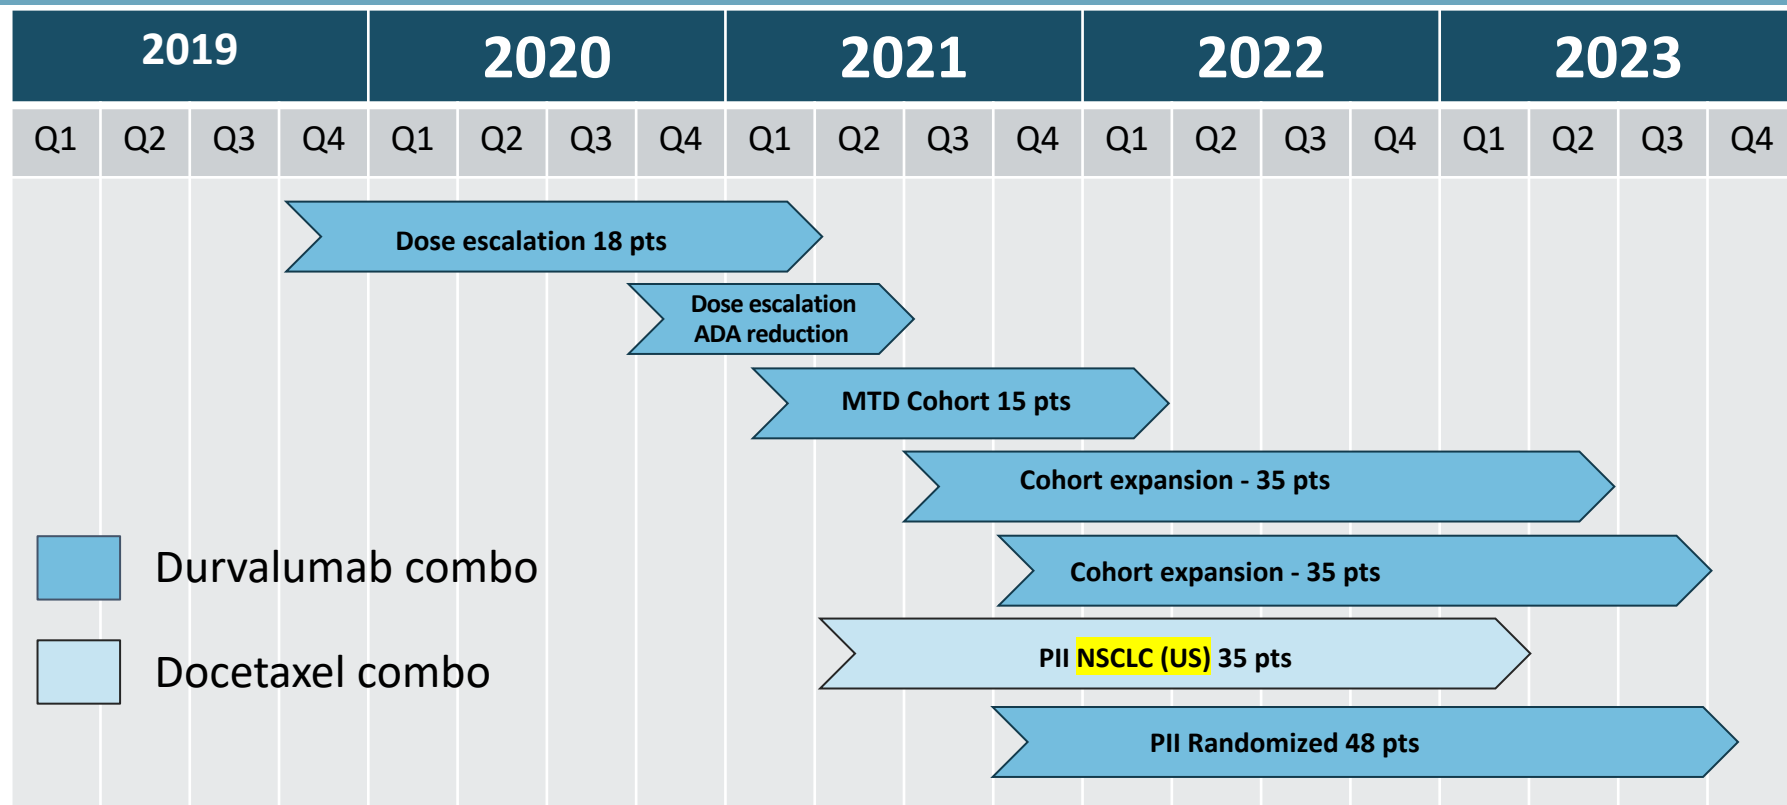 2019 2020 2021 2022 2023
Q1 Q2 Q3 Q4 Q1 Q2 Q3 Q4 Q1 Q2 Q3 Q4 Q1 Q2 Q3 Q4 Q1 Q2 Q3 Q4
Dose escalation 18 pts
Dose escalation
ADA reduction
MTD Cohort 15 pts
Cohort expansion - 35 pts
Durvalumab combo
Cohort expansion - 35 pts
Docetaxel combo
PII NSCLC (US) 35 pts
PII Randomized 48 pts